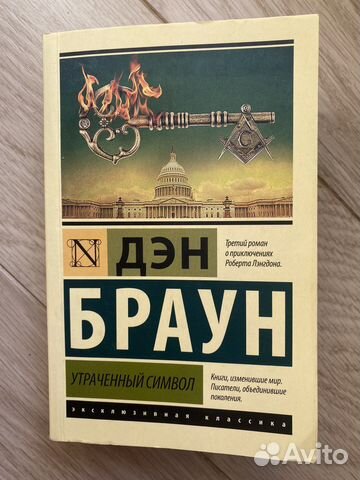 ДЭН
Третий роман
о приключениях
Роберта Лэнгдона.
БРАУН
УТРАЧЕННЫЙ СИМВОЛ
Книги, изменившие мир.
Писатели, объединившие
поколения.
эксклюзивная классика
Avito